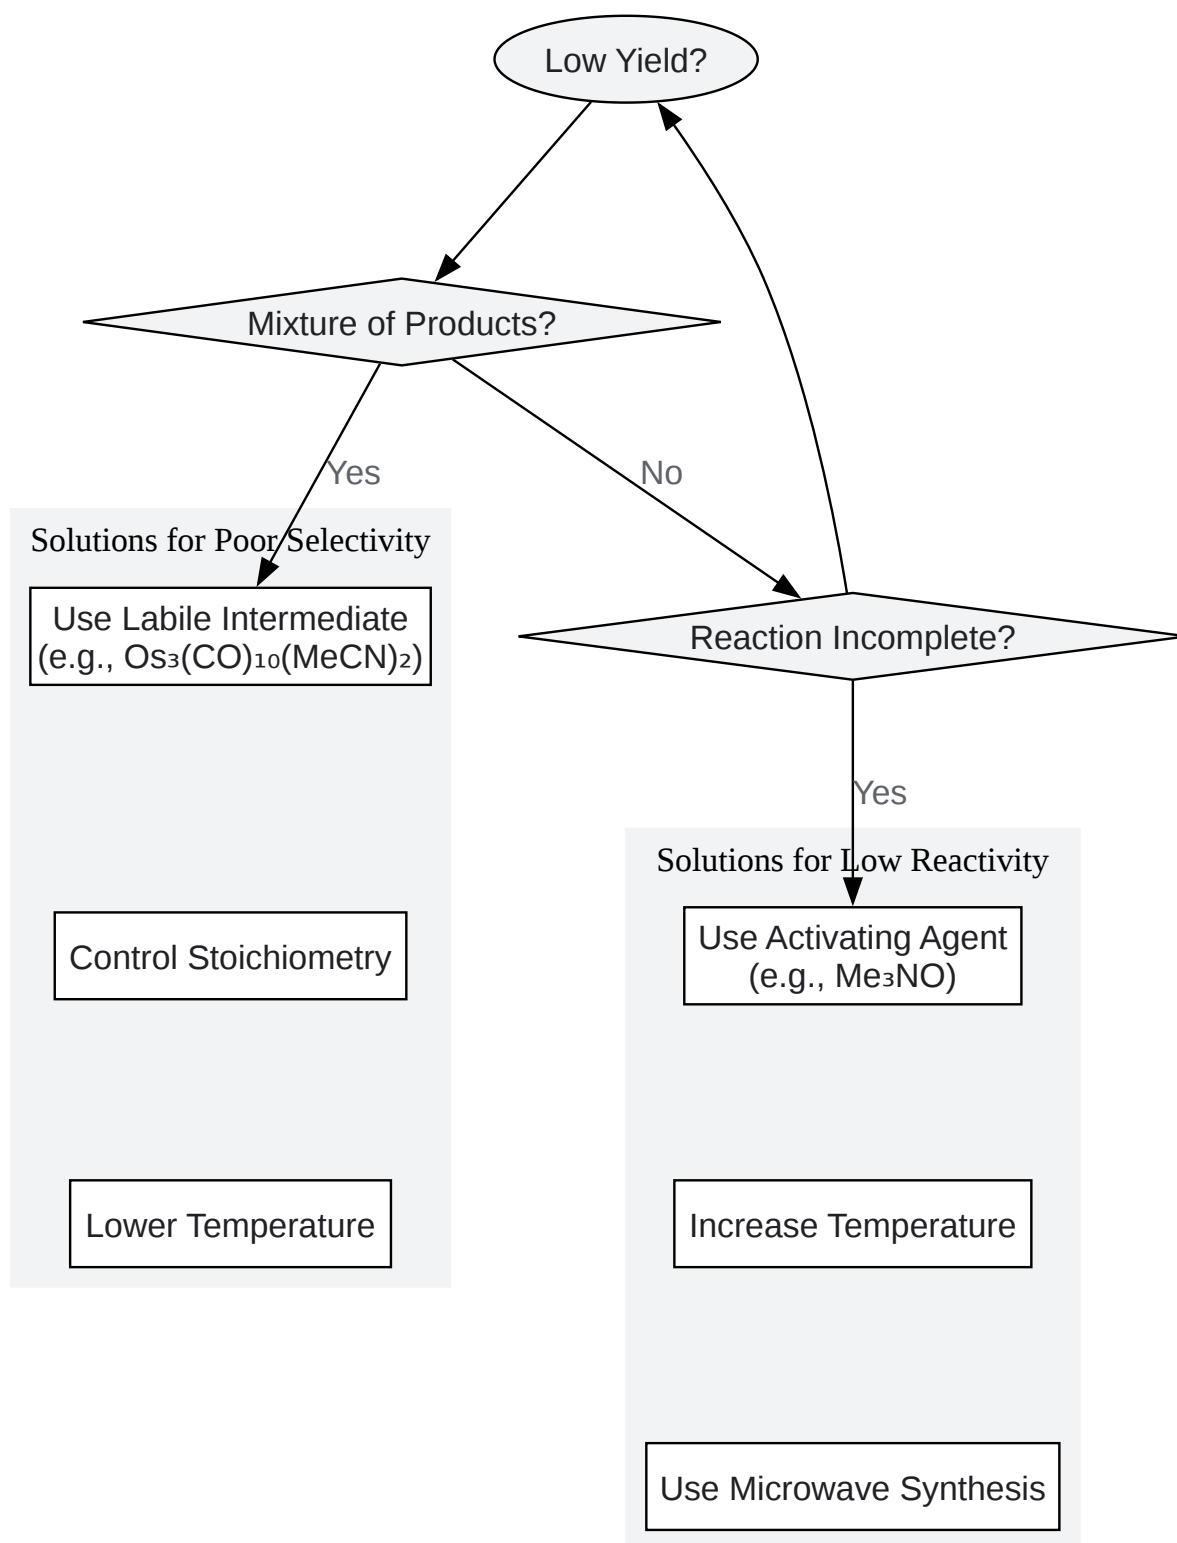 Low Yield?
Mixture of Products?
Yes
No
Solutions for Poor Selectivity
Use Labile Intermediate
(e.g., Os₃(CO)₁₀(MeCN)₂)
Reaction Incomplete?
Yes
Solutions for Low Reactivity
Use Activating Agent
(e.g., Me₃NO)
Control Stoichiometry
Lower Temperature
Increase Temperature
Use Microwave Synthesis